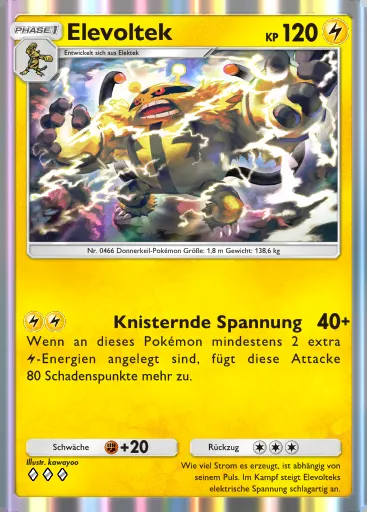 PHASE 1 Elevoltek KP 120
Entwickelt sich aus Elektek
Nr. 0466 Donnerkeil-Pokémon Größe: 1,8 m Gewicht: 138,6 kg
Knisternde Spannung 40+
Wenn an dieses Pokémon mindestens 2 extra
-Energien angelegt sind, fügt diese Attacke
80 Schadenspunkte mehr zu.
Schwäche +20 Rückzug
Illustr. kawayoo
Wie viel Strom es erzeugt, ist abhängig von
seinem Puls. Im Kampf steigt Elevolteks
elektrische Spannung schlagartig an.